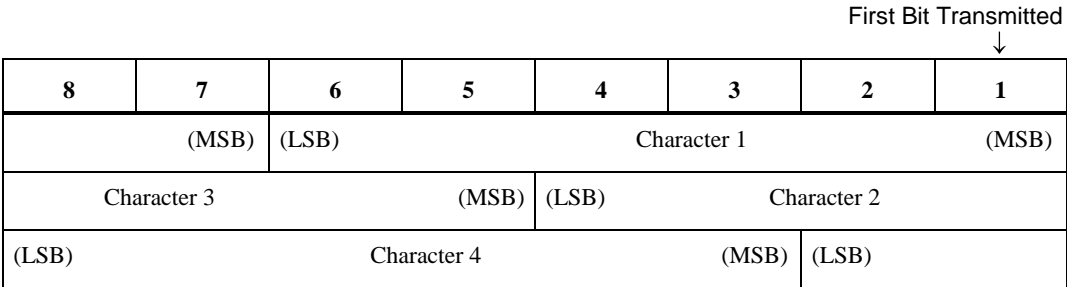 First Bit Transmitted
↓
8 7 6 5 4 3 2 1
(MSB) (LSB) Character 1 (MSB)
Character 3 (MSB) (LSB) Character 2
(LSB) Character 4 (MSB) (LSB)